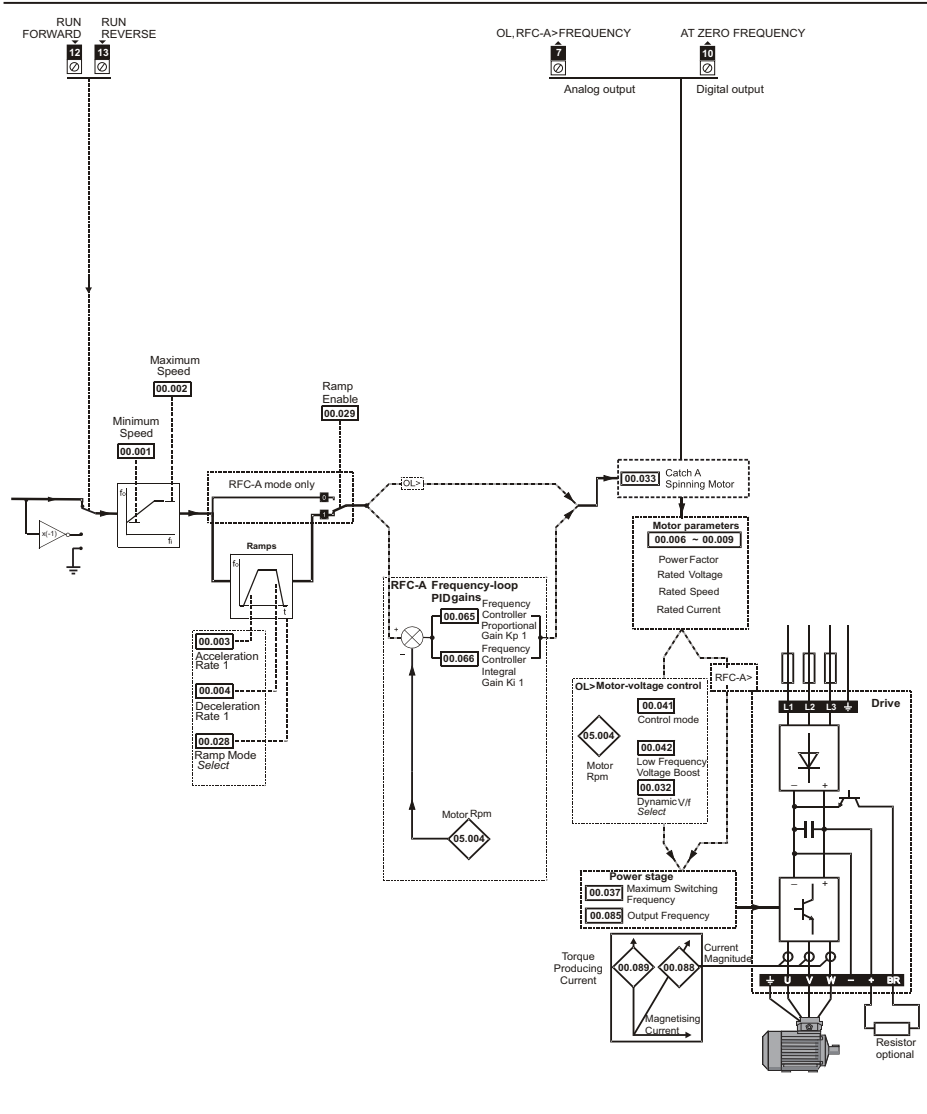 RUN FORWARD
RUN REVERSE
12
13
OL,RFC-A>FREQUENCY
AT ZERO FREQUENCY
7
10
Analog output
Digital output
Maximum
Speed
00.002
Minimum
Speed
00.001
Ramp
Enable
00.029
RFC-A mode only
0
1
OL>
00.033
Catch A
Spinning Motor
fo
fi
x(-1)
Ramps
fo
t
Motor parameters
00.006 ~ 00.009
Power Factor
Rated Voltage
Rated Speed
Rated Current
RFC-A Frequency-loop
PID gains
00.065
Frequency
Controller
Proportional
Gain Kp 1
00.066
Frequency
Controller
Integral
Gain Ki 1
+
–
00.003
Acceleration
Rate 1
00.004
Deceleration
Rate 1
00.028
Ramp Mode
Select
Motor Rpm
05.004
RFC-A>
OL>Motor-voltage control
00.041
Control mode
05.004
Motor
Rpm
00.042
Low Frequency
Voltage Boost
00.032
Dynamic V/f
Select
L1 L2 L3
Drive
– +
– +
Power stage
00.037
Maximum Switching
Frequency
00.085
Output Frequency
Torque
Producing
Current
00.089
00.088
Current
Magnitude
Magnetising
Current
U V W – + BR
Resistor
optional